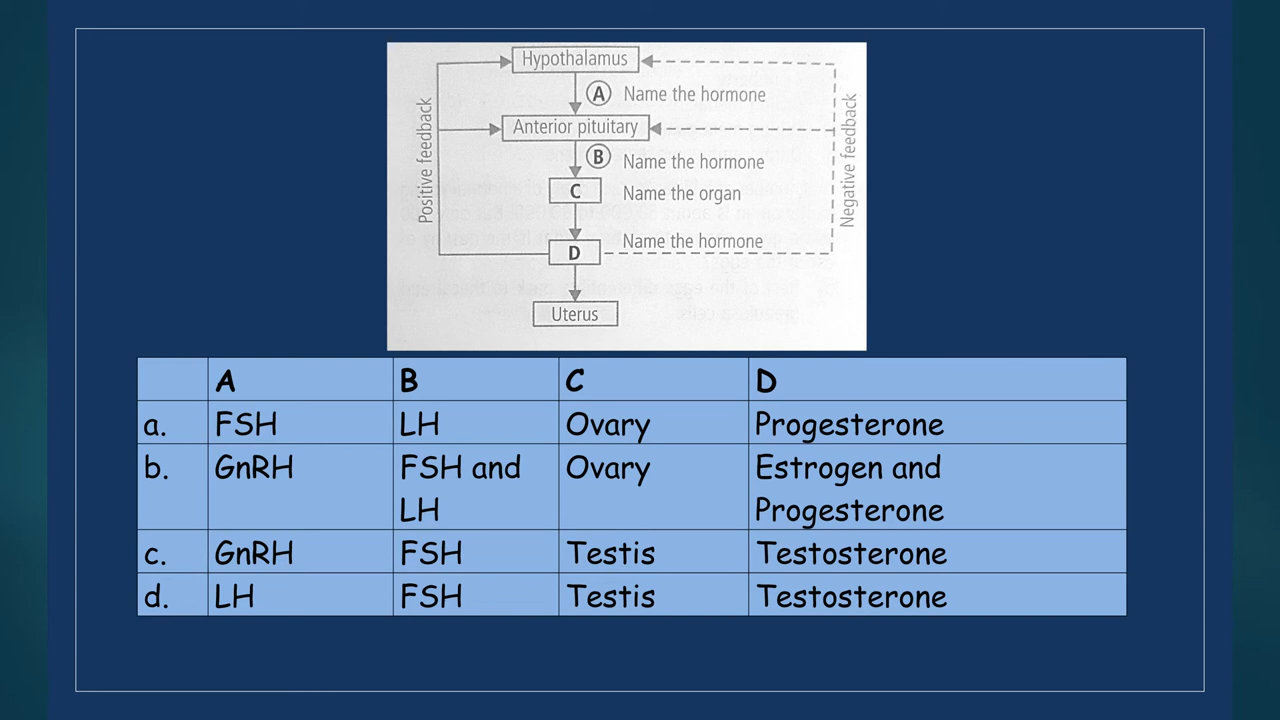 Hypothalamus
A Name the hormone
Anterior pituitary
B Name the hormone
C Name the organ
Name the hormone
D
Uterus
Positive feedback
Negative feedback
A B C D
a. FSH LH Ovary Progesterone
b. GnRH FSH and LH Ovary Estrogen and Progesterone
c. GnRH FSH Testis Testosterone
d. LH FSH Testis Testosterone